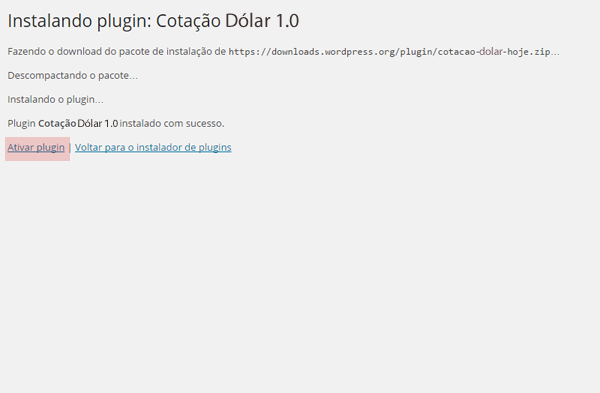 Instalando plugin: Cotação Dólar 1.0
Fazendo o download do pacote de instalação de https://downloads.wordpress.org/plugin/cotacao-dolar-hoje.zip…
Descompactando o pacote…
Instalando o plugin…
Plugin Cotação Dólar 1.0 instalado com sucesso.
Ativar plugin | Voltar para o instalador de plugins